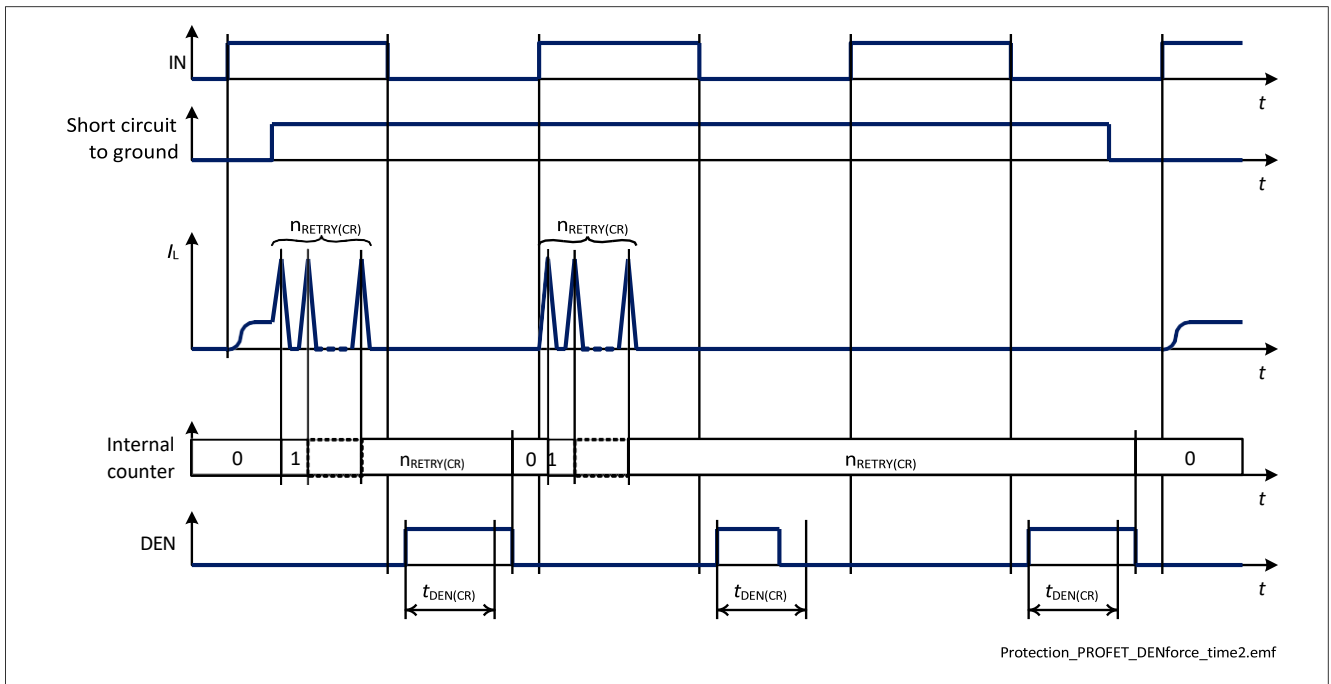 IN
t
Short circuit
to ground
t
nRETRY(CR) nRETRY(CR)
IL
t
Internal
counter
0 1 nRETRY(CR) 0 1 nRETRY(CR) 0
t
DEN
t
tDEN(CR) tDEN(CR) tDEN(CR)
Protection_PROFET_DENforce_time2.emf